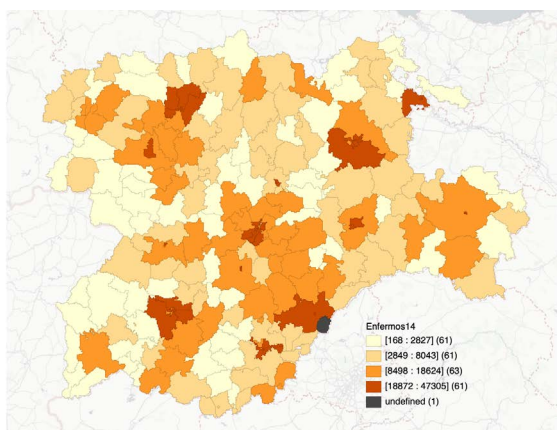 Enfermos14
[168 : 2827] (61)
[2849 : 8043] (61)
[8498 : 18624] (63)
[18872 : 47305] (61)
undefined (1)